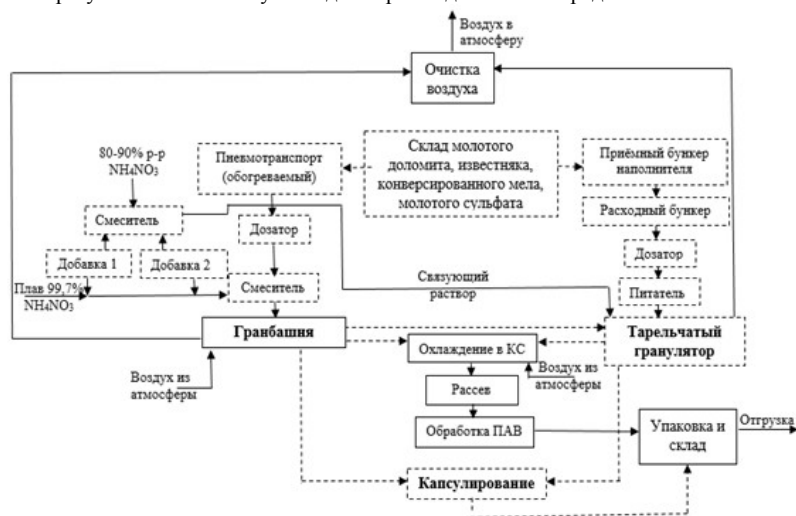 Воздух в
атмосферу
Очистка
воздуха
80-90% р-р
NH₄NO₃
Пневмотранспорт
(обогреваемый)
Склад молотого
доломита, известняка,
конверсированного мела,
молотого сульфата
Приёмный бункер
наполнителя
Смеситель
Дозатор
Расходный бункер
Добавка 1
Добавка 2
Дозатор
Плав 99,7%
NH₄NO₃
Смеситель
Связующий
раствор
Питатель
Гранбашня
Тарельчатый
гранулятор
Охлаждение в КС
Воздух из
атмосферы
Воздух из
атмосферы
Рассев
Обработка ПАВ
Упаковка и
склад
Отгрузка
Капсулирование